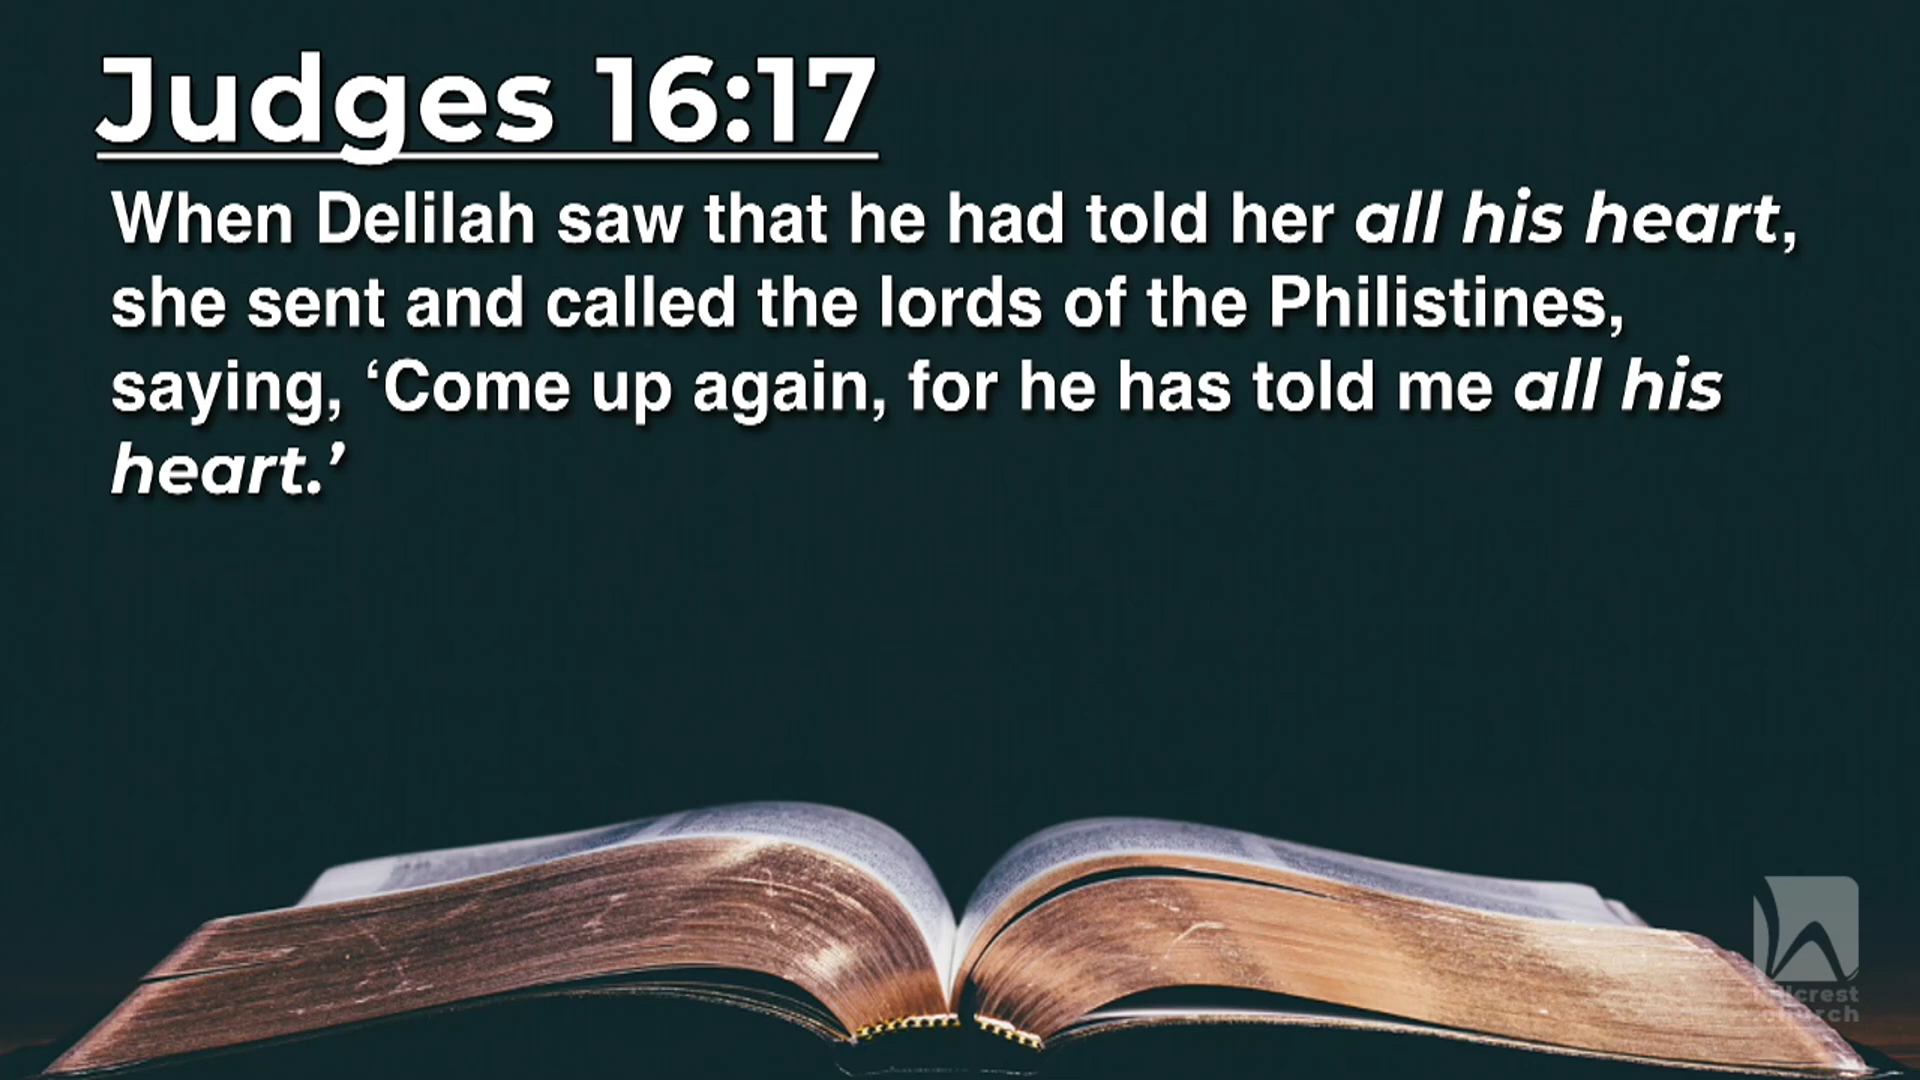 Judges 16:17
When Delilah saw that he had told her all his heart,
she sent and called the lords of the Philistines,
saying, ‘Come up again, for he has told me all his
heart.’
church